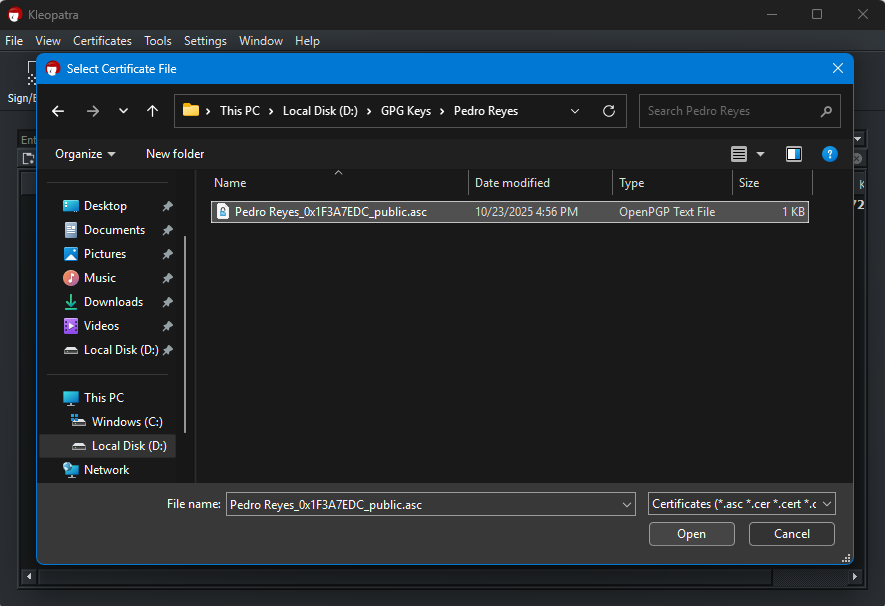 Kleopatra
File View Certificates Tools Settings Window Help
Select Certificate File
Sign/E
This PC Local Disk (D:) GPG Keys Pedro Reyes
Search Pedro Reyes
Ent
Organize New folder
?
Name Date modified Type Size
K
Desktop
Pedro Reyes_0x1F3A7EDC_public.asc 10/23/2025 4:56 PM OpenPGP Text File 1 KB
72
Documents
Pictures
Music
Downloads
Videos
Local Disk (D:)
This PC
Windows (C:)
Local Disk (D:)
Network
File name: Pedro Reyes_0x1F3A7EDC_public.asc Certificates (*.asc *.cer *.cert *.c
Open Cancel